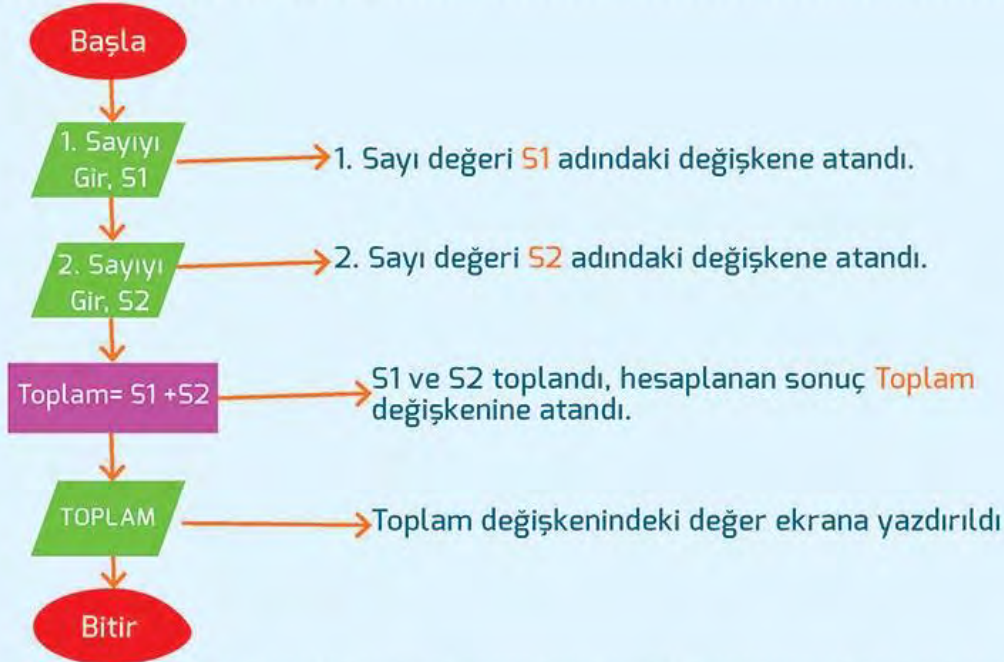 Başla
1. Sayıyı
Gir, S1
1. Sayı değeri S1 adındaki değişkene atandı.
2. Sayıyı
Gir, S2
2. Sayı değeri S2 adındaki değişkene atandı.
Toplam= S1 +S2
S1 ve S2 toplandı, hesaplanan sonuç Toplam
değişkenine atandı.
TOPLAM
Toplam değişkenindeki değer ekrana yazdırıldı
Bitir